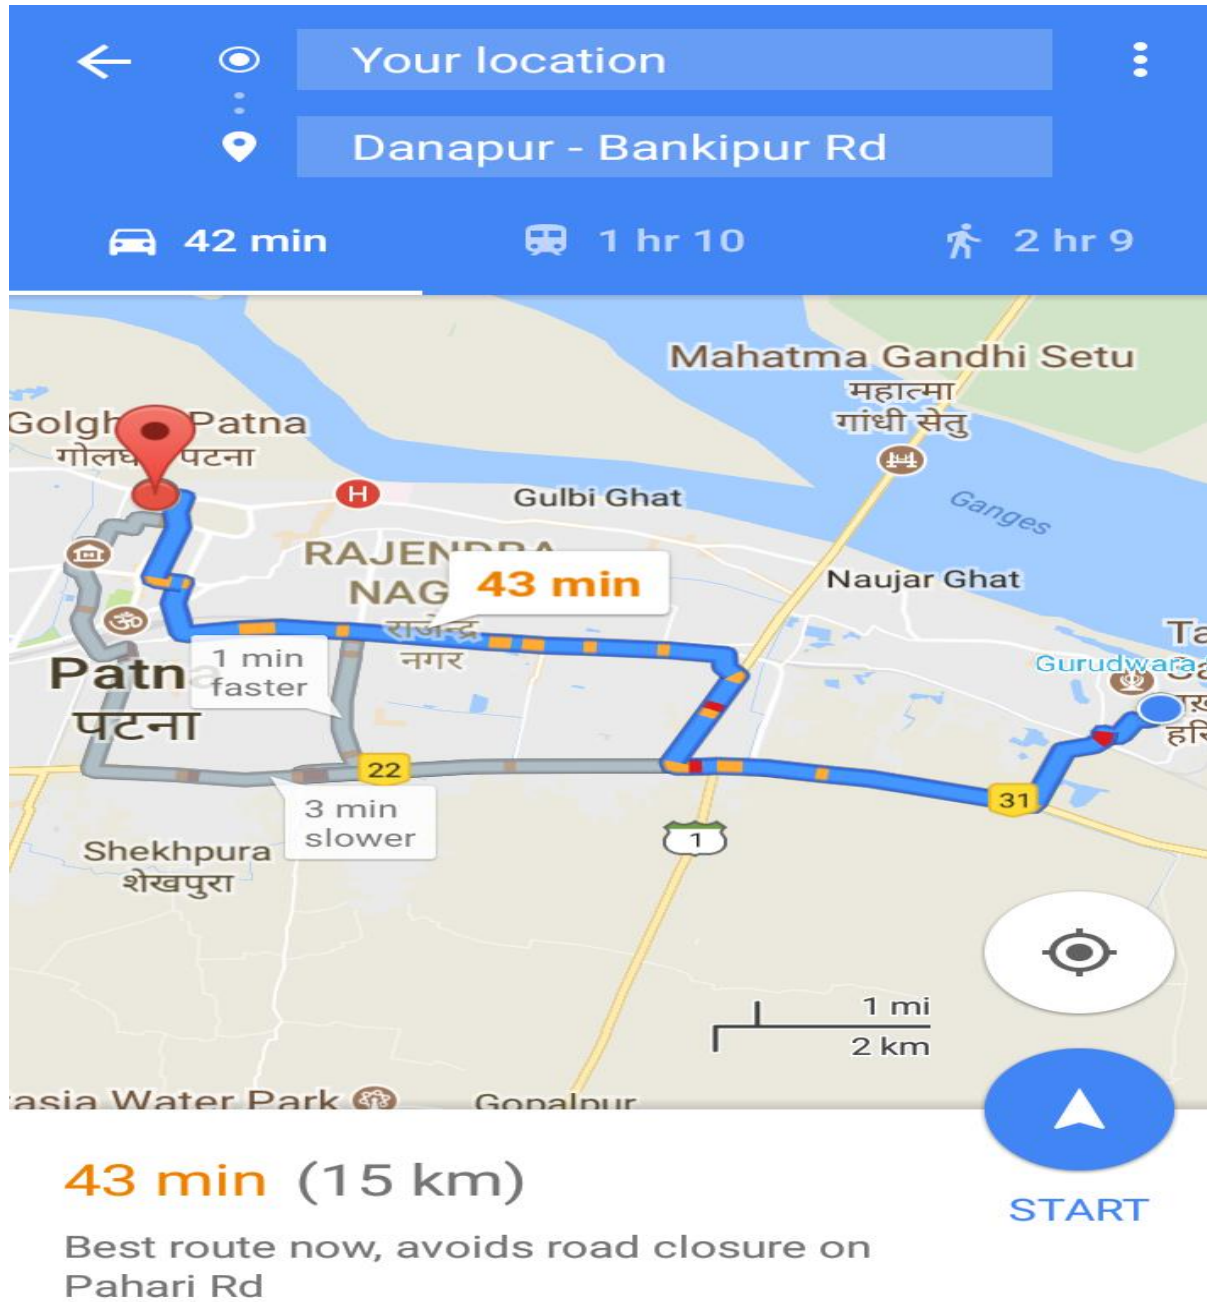 Your location
Danapur - Bankipur Rd
42 min
1 hr 10
2 hr 9
Mahatma Gandhi Setu
महात्मा
गांधी सेतु
Patna
पटना
H
Gulbi Ghat
Ganges
RAJENDRA
43 min
Naujar Ghat
राजेन्द्र
नगर
1 min
faster
Gurudwara
पटना
22
31
3 min
slower
1
Shekhpura
शेखपुरा
1 mi
2 km
Water Park
Gopalpur
43 min (15 km)
START
Best route now, avoids road closure on
Pahari Rd